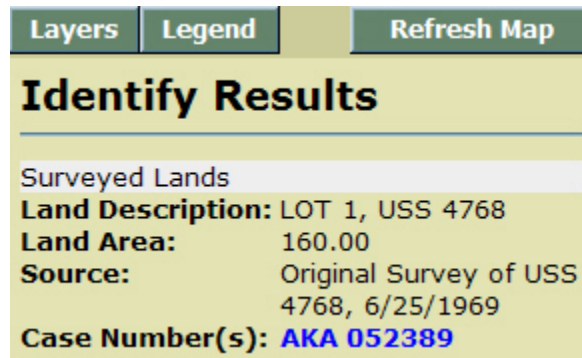 Layers Legend Refresh Map
Identify Results
Surveyed Lands
Land Description: LOT 1, USS 4768
Land Area: 160.00
Source: Original Survey of USS
4768, 6/25/1969
Case Number(s): AKA 052389